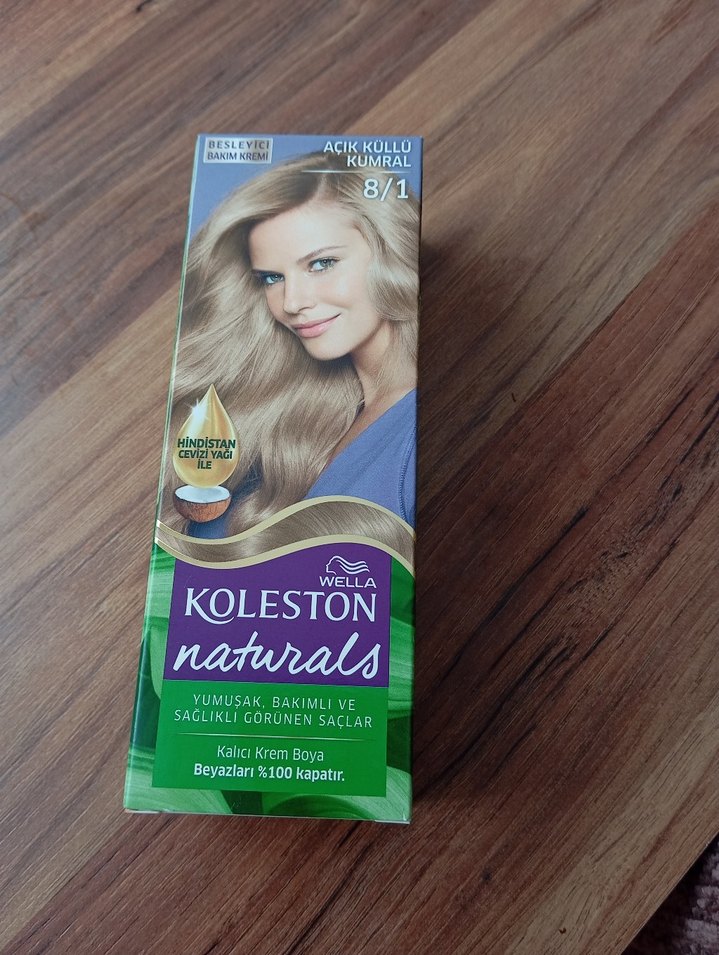 BESLEYİCİ
BAKIM KREMİ
AÇIK KÜLLÜ
KUMRAL
8/1
HİNDİSTAN
CEVİZİ YAĞI
İLE
WELLA
KOLESTON
naturals
YUMUŞAK, BAKIMLI VE
SAĞLIKLI GÖRÜNEN SAÇLAR
Kalıcı Krem Boya
Beyazları %100 kapatır.